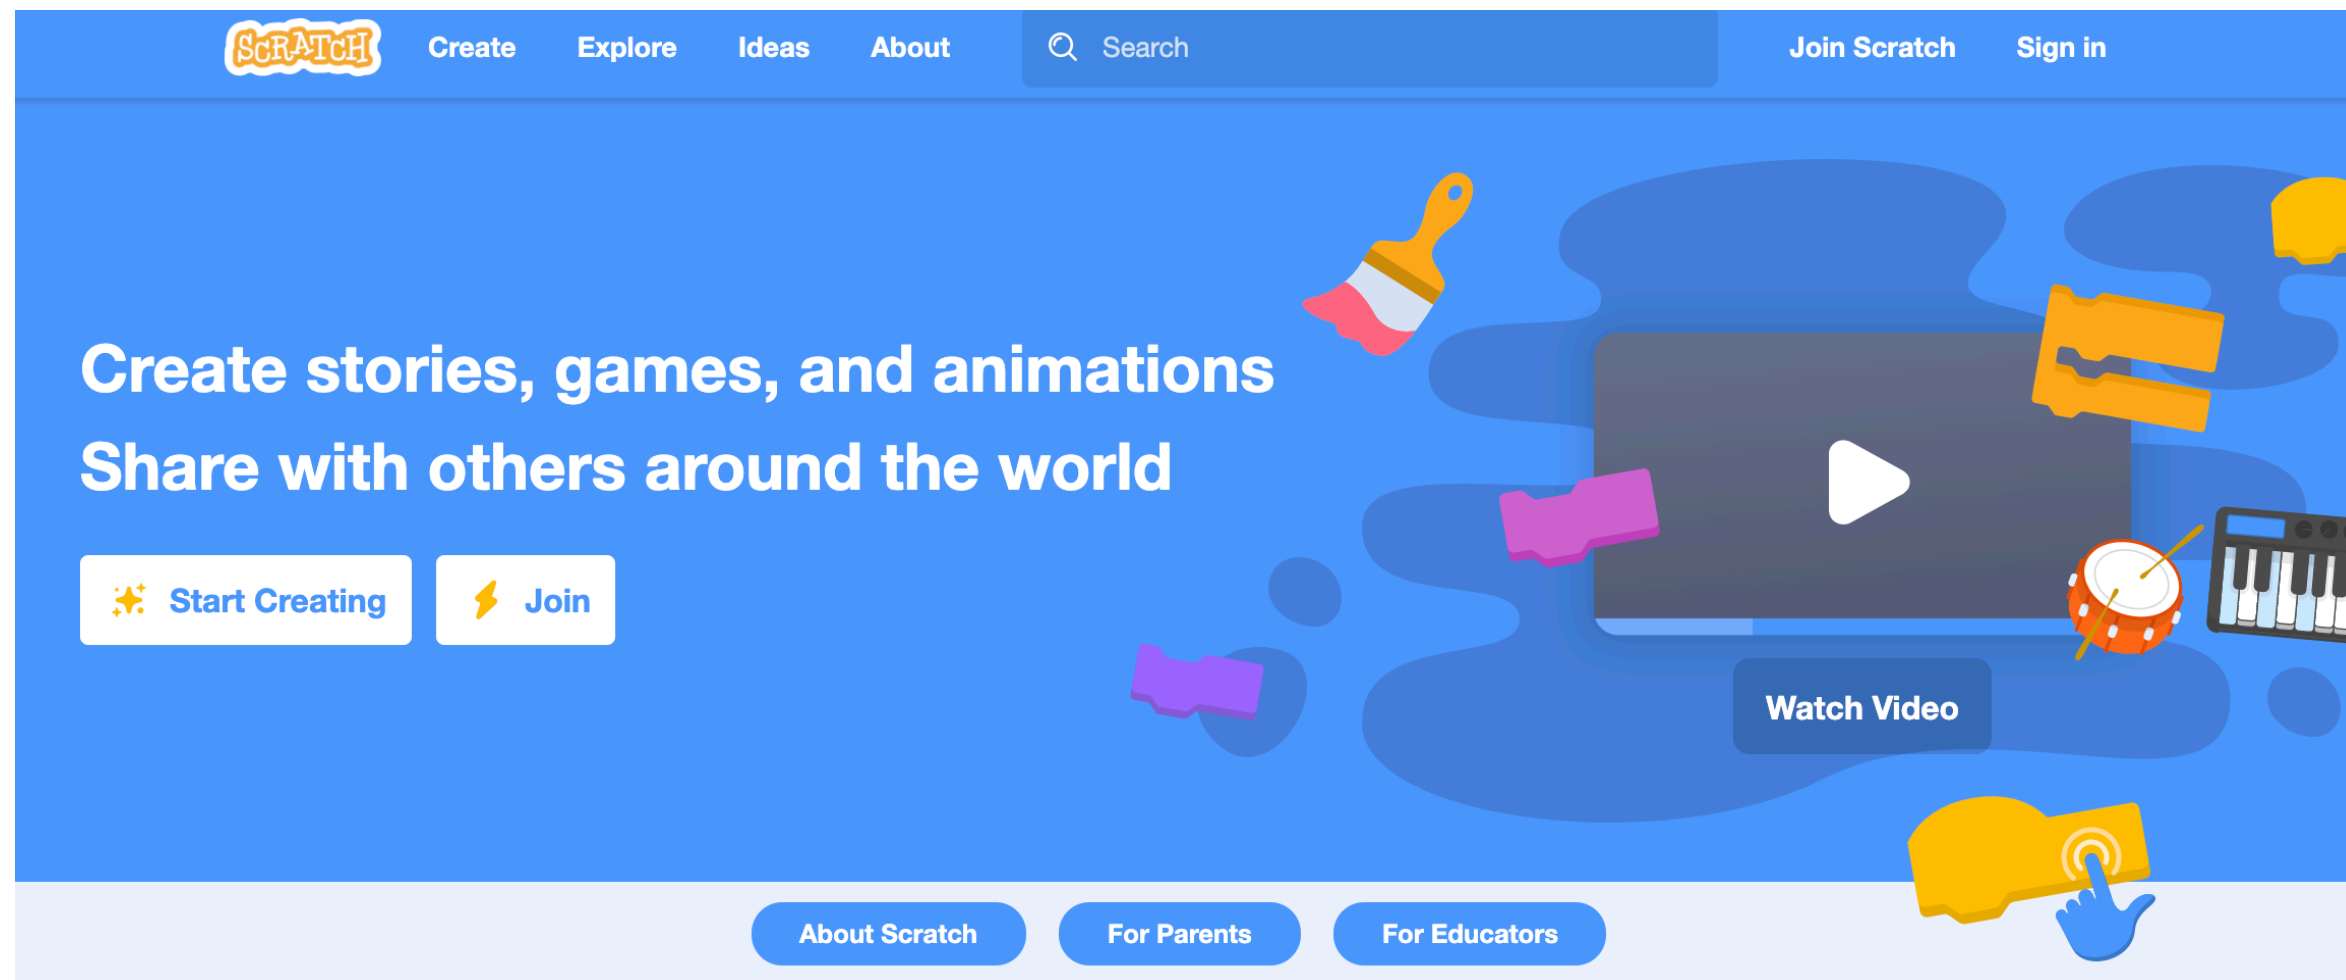 SCRATCH Create Explore Ideas About Search Join Scratch Sign in
Create stories, games, and animations
Share with others around the world
Start Creating Join
Watch Video
About Scratch For Parents For Educators